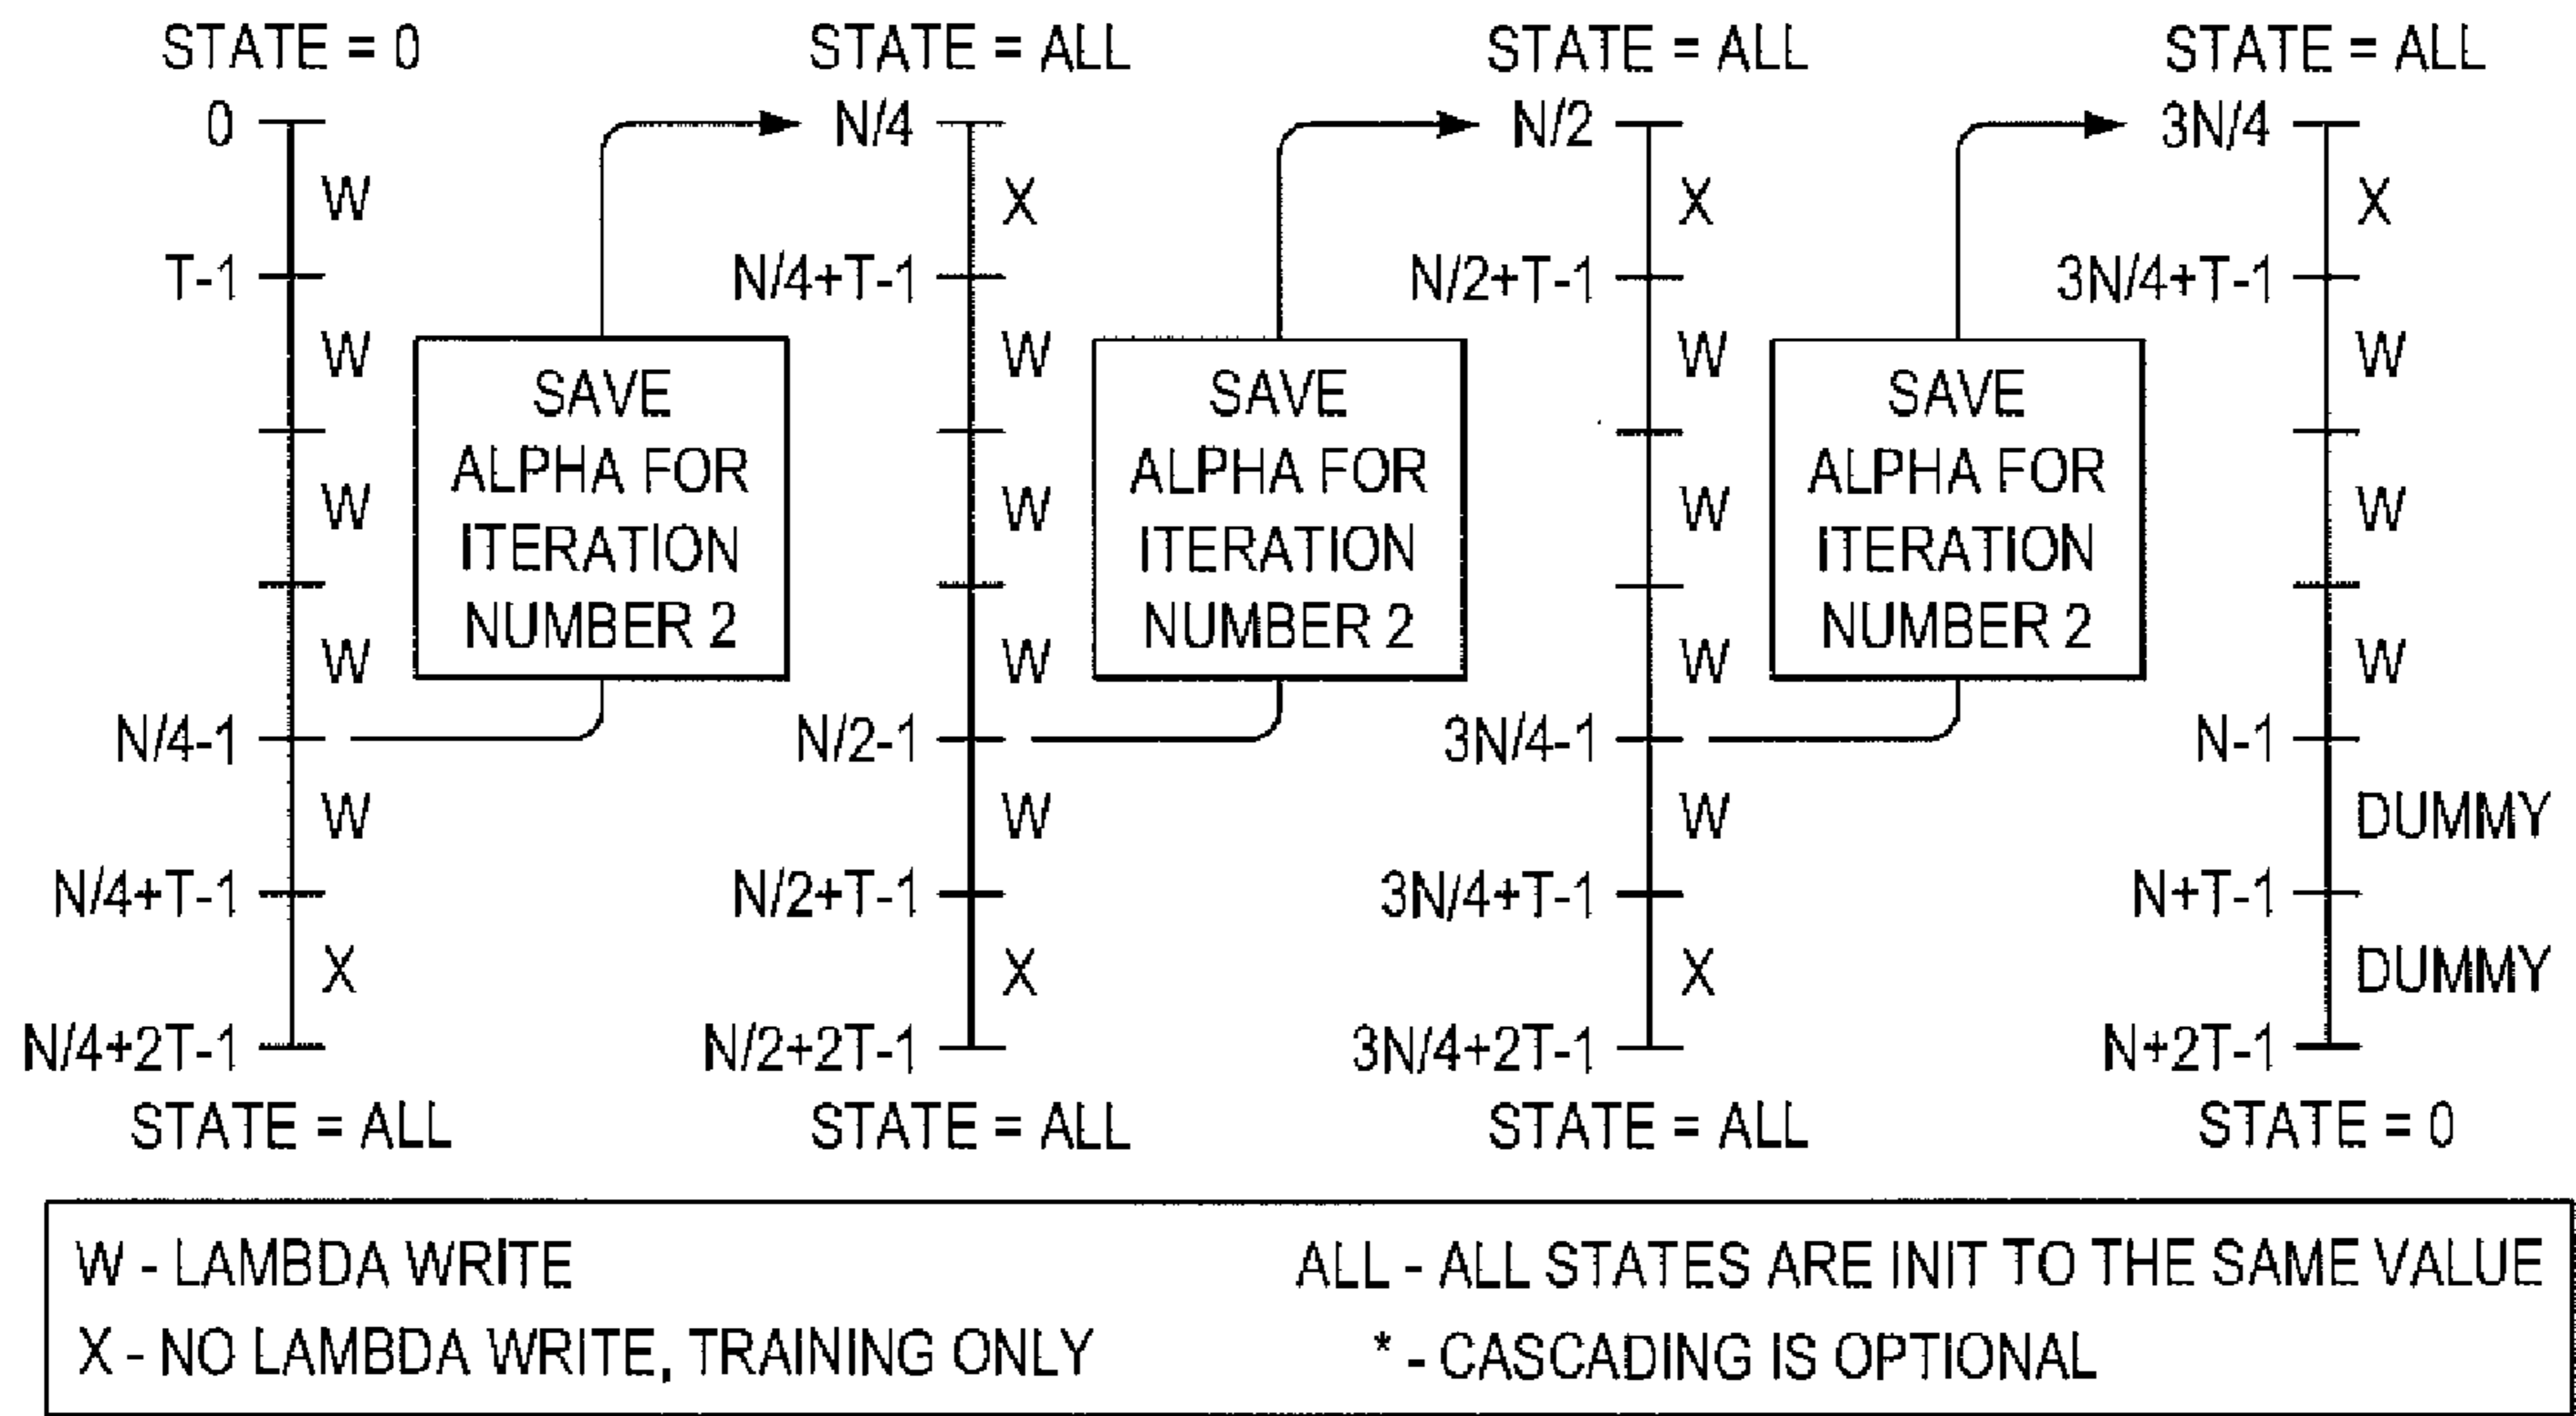 STATE = 0
0
W
T-1
W
W
W
N/4-1
W
N/4+T-1
X
N/4+2T-1
STATE = ALL
SAVE
ALPHA FOR
ITERATION
NUMBER 2
STATE = ALL
N/4
X
N/4+T-1
W
W
W
N/2-1
W
N/2+T-1
X
N/2+2T-1
STATE = ALL
SAVE
ALPHA FOR
ITERATION
NUMBER 2
STATE = ALL
N/2
X
N/2+T-1
W
W
W
3N/4-1
W
3N/4+T-1
X
3N/4+2T-1
STATE = ALL
SAVE
ALPHA FOR
ITERATION
NUMBER 2
STATE = ALL
3N/4
X
3N/4+T-1
W
W
W
N-1
DUMMY
N+T-1
DUMMY
N+2T-1
STATE = 0
W - LAMBDA WRITE
X - NO LAMBDA WRITE, TRAINING ONLY
ALL - ALL STATES ARE INIT TO THE SAME VALUE
* - CASCADING IS OPTIONAL